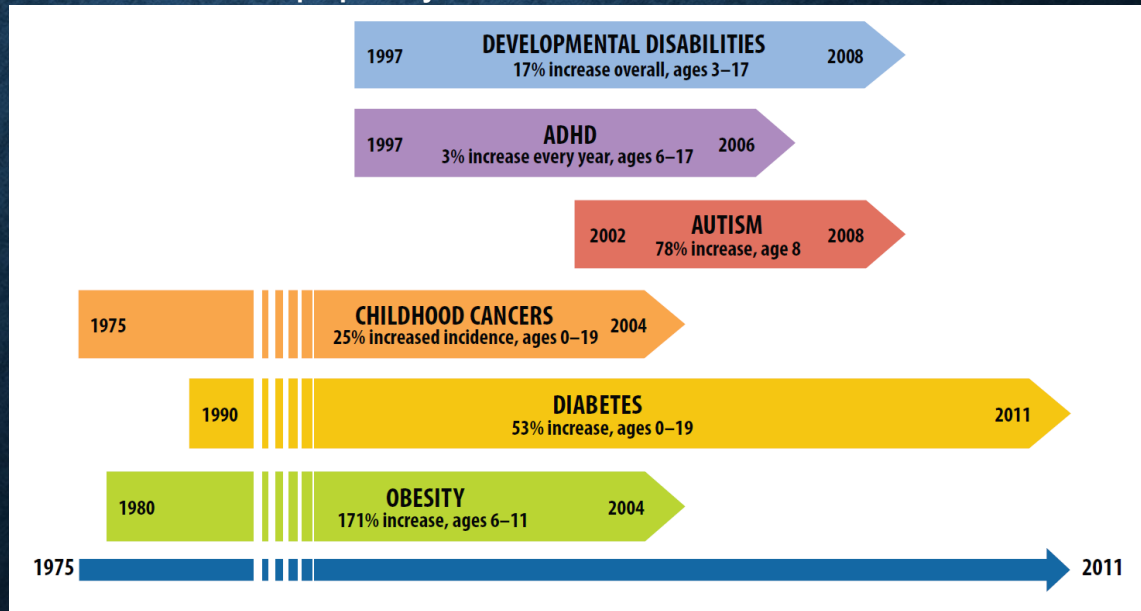 1997 DEVELOPMENTAL DISABILITIES 2008
17% increase overall, ages 3–17
1997 ADHD 2006
3% increase every year, ages 6–17
2002 AUTISM 2008
78% increase, age 8
1975 CHILDHOOD CANCERS 2004
25% increased incidence, ages 0–19
1990 DIABETES 2011
53% increase, ages 0–19
1980 OBESITY 2004
171% increase, ages 6–11
1975 2011